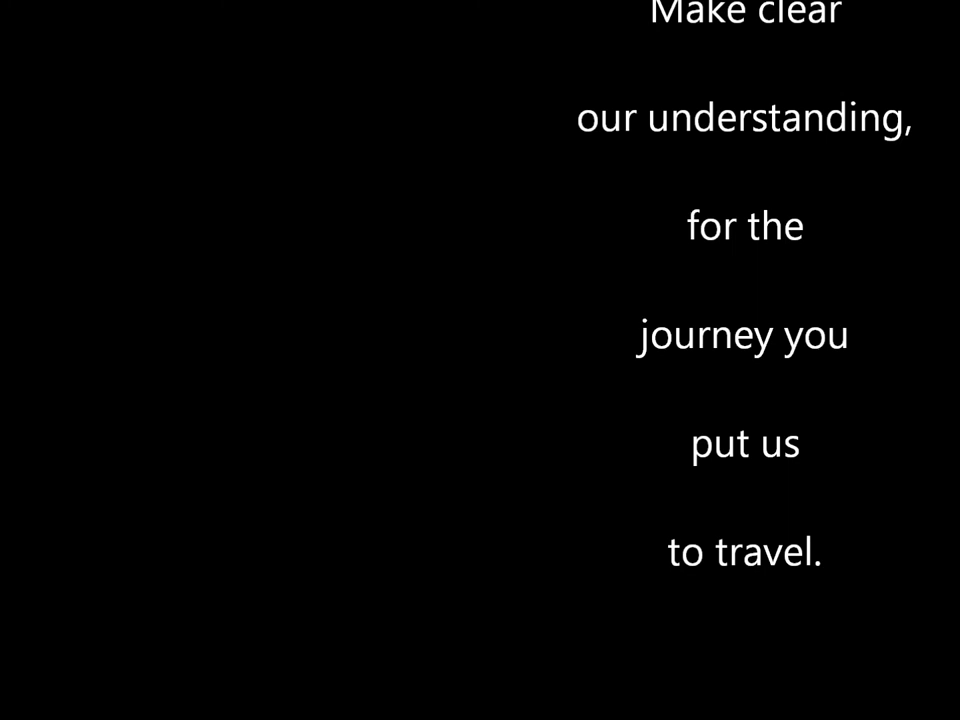 Make clear
our understanding,
for the
journey you
put us
to travel.